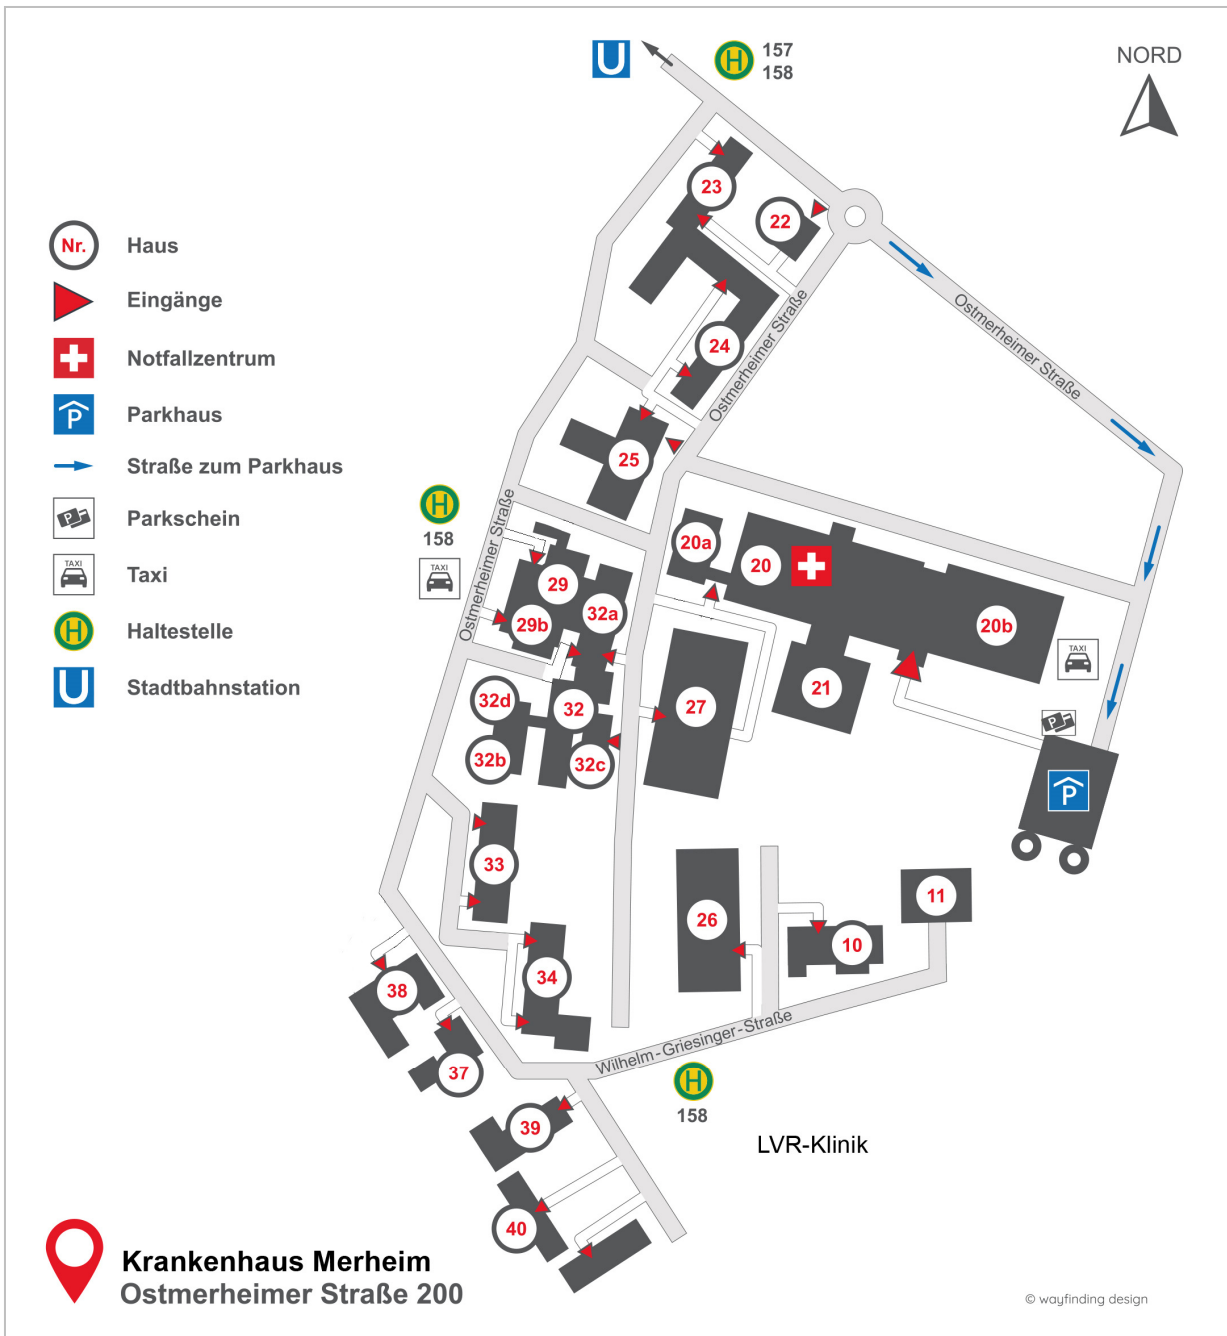 U
H
157
158
NORD
Nr.
Haus
Eingänge
Notfallzentrum
P
Parkhaus
Straße zum Parkhaus
P
Parkschein
TAXI
Taxi
H
Haltestelle
U
Stadtbahnstation
23
22
24
25
Ostmerheimer Straße
Ostmerheimer Straße
H
158
TAXI
Ostmerheimer Straße
20a
20
20b
21
TAXI
P
P
29
29b
32a
32d
32
32b
32c
27
33
34
26
10
11
38
37
39
40
Wilhelm-Griesinger-Straße
H
158
LVR-Klinik
Krankenhaus Merheim
Ostmerheimer Straße 200
© wayfinding design